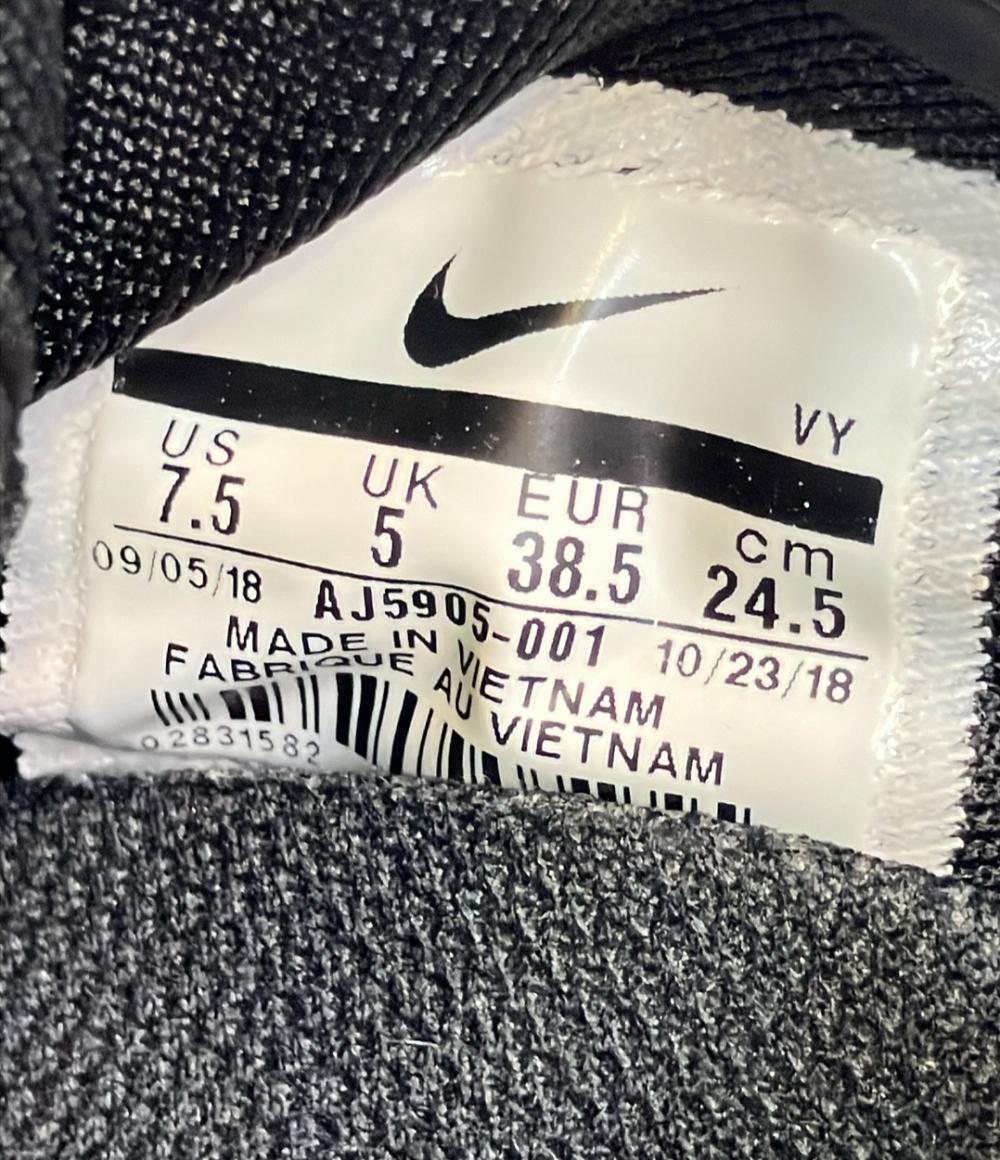 VY
US UK EUR cm
7.5 5 38.5 24.5
09/05/18 AJ5905-001 10/23/18
MADE IN VIETNAM
FABRIQUE AU VIETNAM
02831582